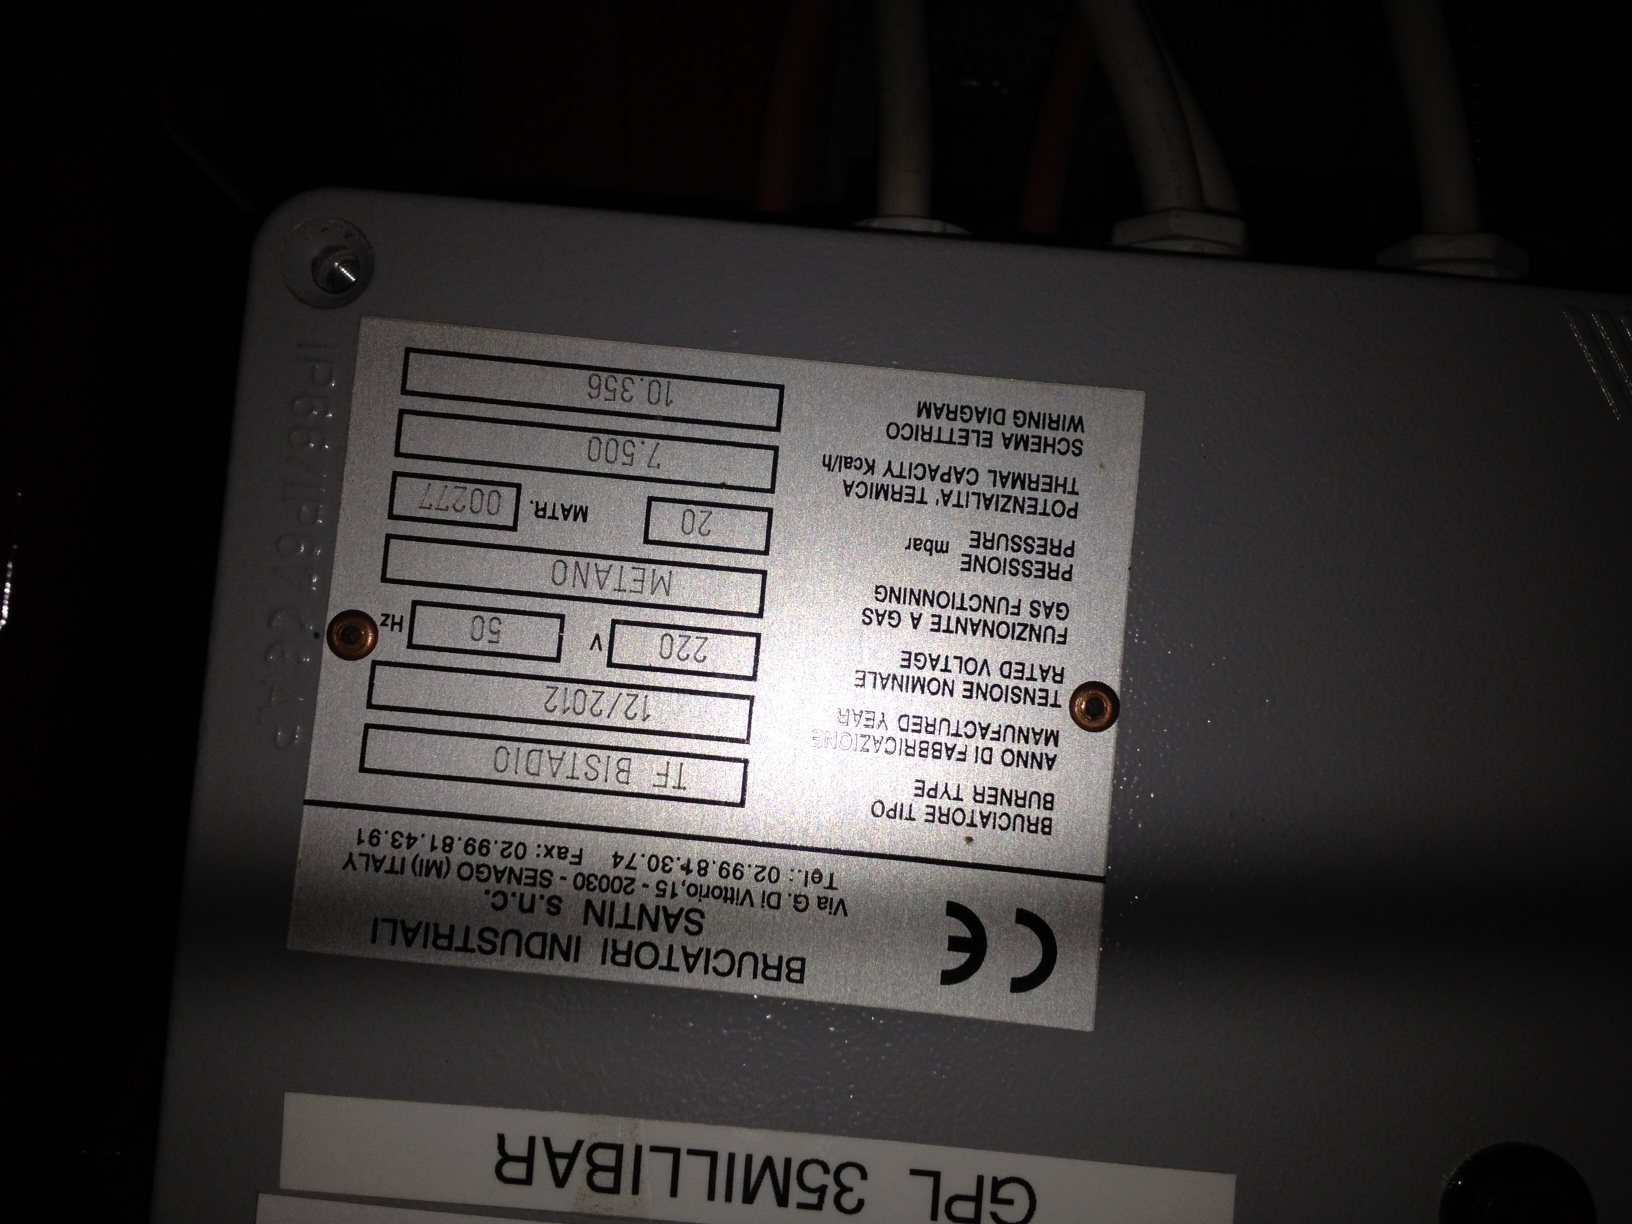 GPL 35MILLIBAR
CE
BRUCIATORI INDUSTRIALI
SANTIN s.n.c.
Via G. Di Vittorio,15 - 20030 - SENAGO (MI) ITALY
Tel.: 02.99.81.30.74 Fax: 02.99.81.43.91
BRUCIATORE TIPO
BURNER TYPE
TF BISTADIO
ANNO DI FABBRICAZIONE
MANUFACTURED YEAR
12/2012
TENSIONE NOMINALE
RATED VOLTAGE
220 V 50 Hz
FUNZIONANTE A GAS
GAS FUNCTIONNING
METANO
PRESSIONE
PRESSURE mbar
20 MATR. 00277
POTENZIALITA' TERMICA
THERMAL CAPACITY Kcal/h
7.500
SCHEMA ELETTRICO
WIRING DIAGRAM
10.356
IP66/IP67